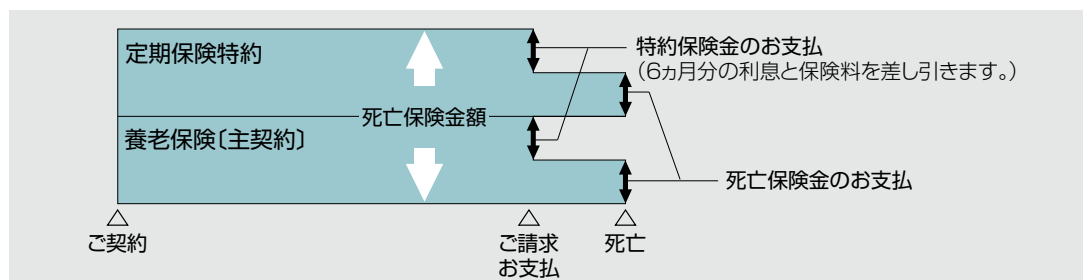 定期保険特約
特約保険金のお支払
（6ヵ月分の利息と保険料を差し引きます。）
死亡保険金額
養老保険〔主契約〕
死亡保険金のお支払
ご契約
ご請求
お支払
死亡